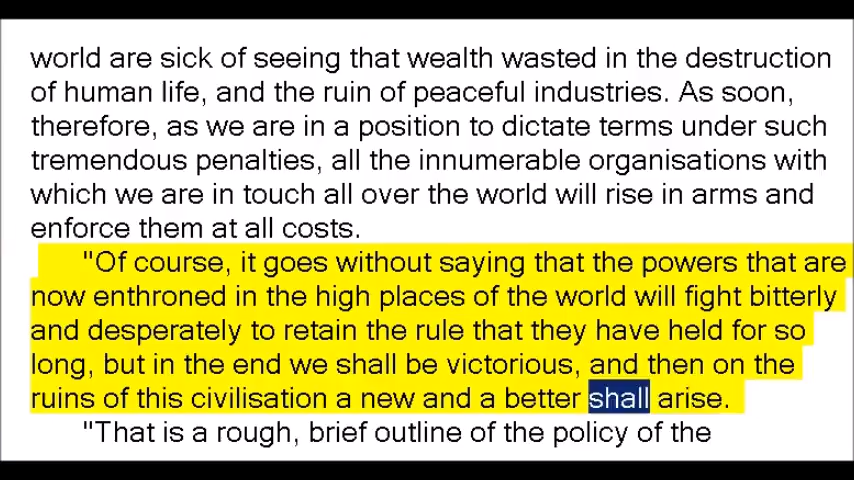 world are sick of seeing that wealth wasted in the destruction
of human life, and the ruin of peaceful industries. As soon,
therefore, as we are in a position to dictate terms under such
tremendous penalties, all the innumerable organisations with
which we are in touch all over the world will rise in arms and
enforce them at all costs.
"Of course, it goes without saying that the powers that are
now enthroned in the high places of the world will fight bitterly
and desperately to retain the rule that they have held for so
long, but in the end we shall be victorious, and then on the
ruins of this civilisation a new and a better shall arise.
"That is a rough, brief outline of the policy of the